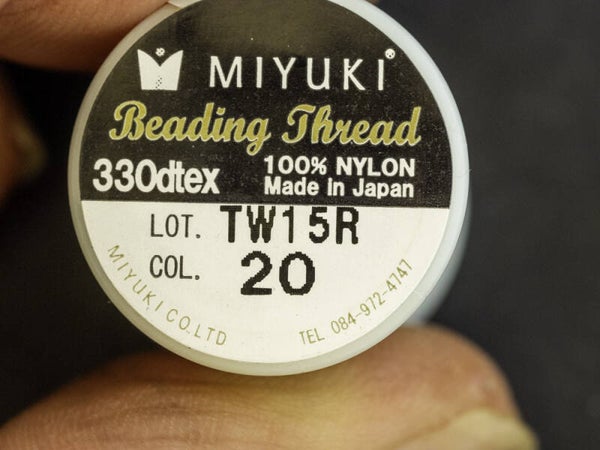 MIYUKI®
Beading Thread
330dtex
100% NYLON
Made in Japan
LOT. TW15R
COL. 20
MIYUKI CO.LTD
TEL 084-972-4747